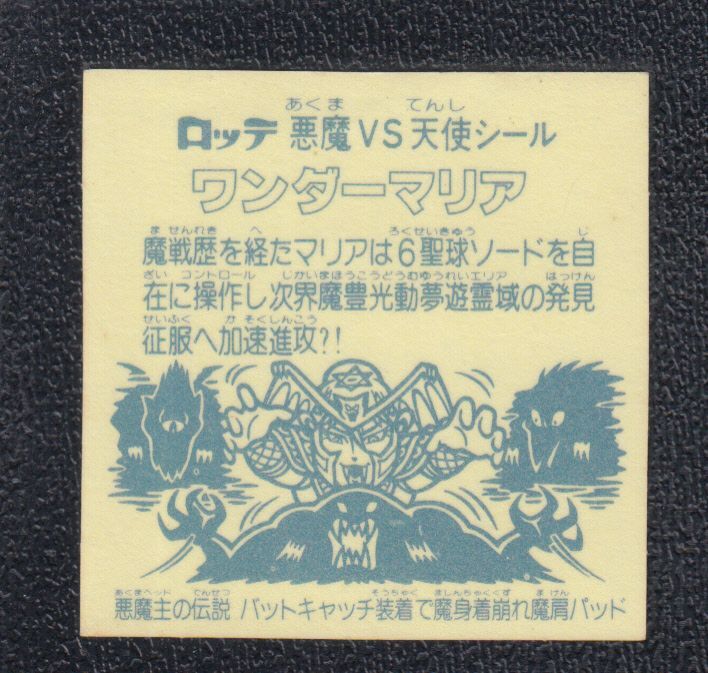 あくま てんし
ロッテ 悪魔VS天使シール
ワンダーマリア
ませんれき へ ろくせいきゅう じ
魔戦歴を経たマリアは6聖球ソードを自
ざい コントロール じかいまほうこうどうむゆうれいエリア はっけん
在に操作し次界魔豊光動夢遊霊域の発見
せいふく かそくしんこう
征服へ加速進攻?!
あくまヘッド でんせつ そうちゃく ましんちゃくくず まけん
悪魔主の伝説 バットキャッチ装着で魔身着崩れ魔肩パッド